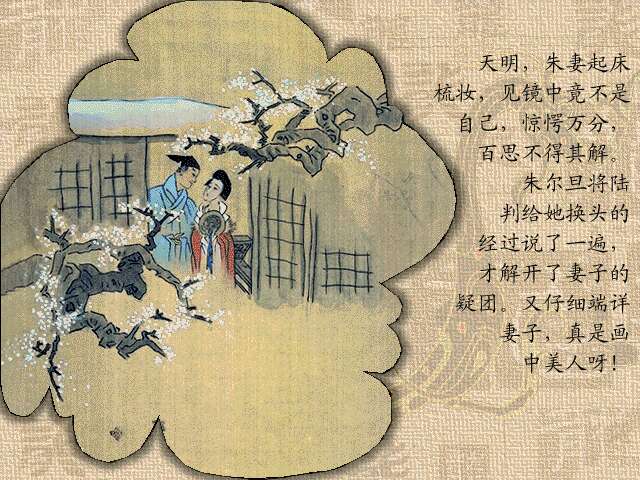 天明，朱妻起床
梳妆，见镜中竟不是
自己，惊愕万分，
百思不得其解。
朱尔旦将陆
判给她换头的
经过说了一遍，
才解开了妻子的
疑团。又仔细端详
妻子，真是画
中美人呀！